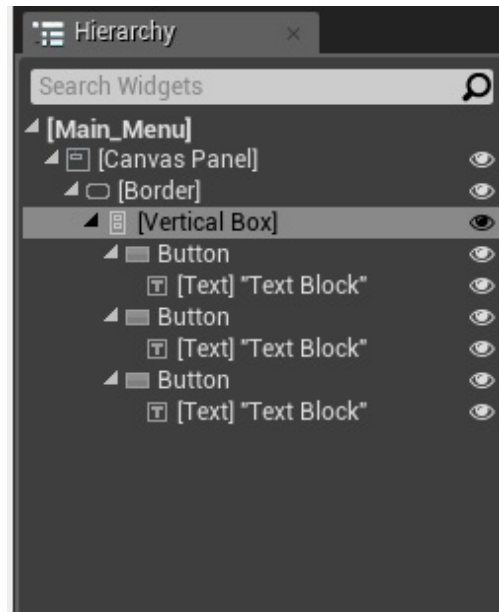 Hierarchy
Search Widgets
[Main_Menu]
[Canvas Panel]
[Border]
[Vertical Box]
Button
[Text] "Text Block"
Button
[Text] "Text Block"
Button
[Text] "Text Block"